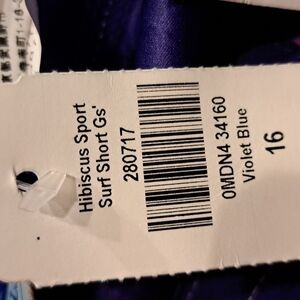 Hibiscus Sport
Surf Short Gs'
280717
0MDN4 34160
Violet Blue
16